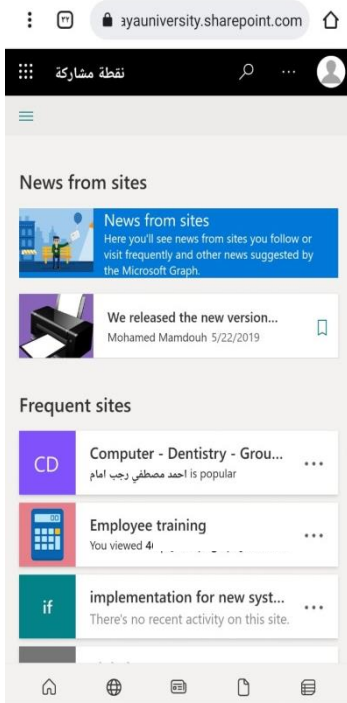 ٢٢
ayauniversity.sharepoint.com
نقطة مشاركة
News from sites
News from sites
Here you'll see news from sites you follow or
visit frequently and other news suggested by
the Microsoft Graph.
We released the new version...
Mohamed Mamdouh 5/22/2019
Frequent sites
CD
Computer - Dentistry - Grou...
احمد مصطفي رجب امام is popular
Employee training
You viewed
if
implementation for new syst...
There's no recent activity on this site.